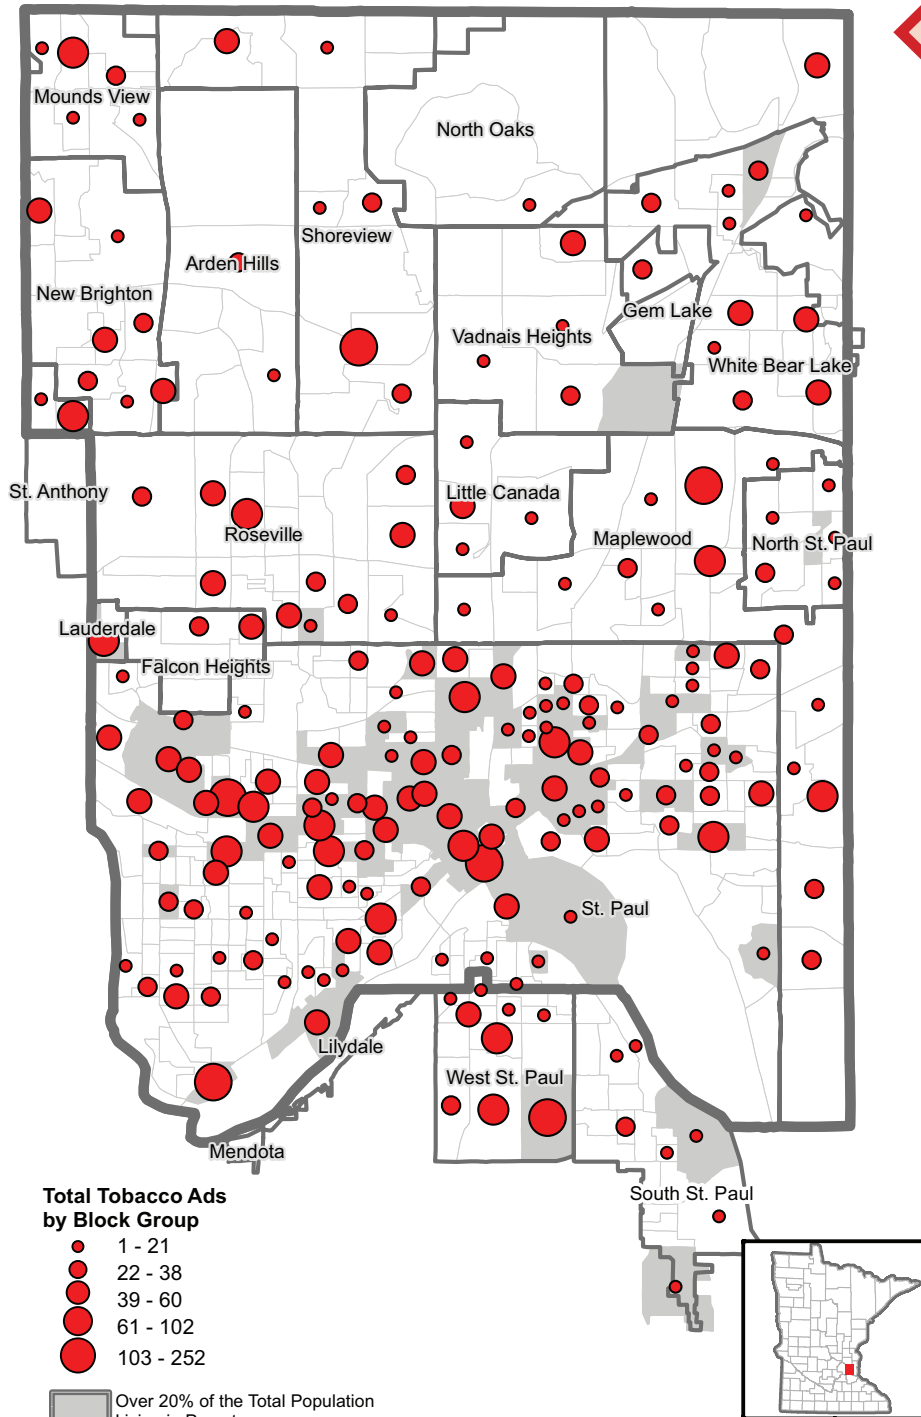 Mounds View
North Oaks
Shoreview
Arden Hills
New Brighton
Gem Lake
Vadnais Heights
White Bear Lake
St. Anthony
Little Canada
Roseville
Maplewood
North St. Paul
Lauderdale
Falcon Heights
St. Paul
Lilydale
West St. Paul
Mendota
South St. Paul
Total Tobacco Ads
by Block Group
1 - 21
22 - 38
39 - 60
61 - 102
103 - 252
Over 20% of the Total Population